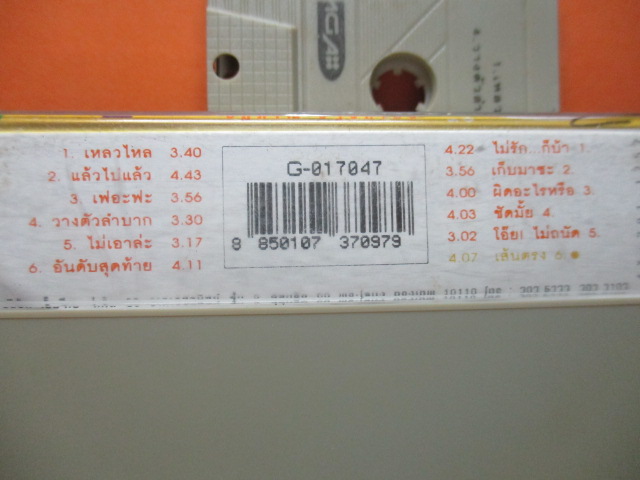 MGA
1. เหลวไหล 3.40
2. แล้วไปแล้ว 4.43
3. เฟอะฟะ 3.56
4. วางตัวลำบาก 3.30
5. ไม่เอาล่ะ 3.17
6. อันดับสุดท้าย 4.11
G-017047
8 850107 370979
4.22 ไม่รัก...ก็บ้า 1.
3.56 เก็บมาซะ 2.
4.00 ผิดอะไรหรือ 3.
4.03 ชัดมั้ย 4.
3.02 โอ๊ย! ไม่ถนัด 5.
4.07 เส้นตรง 6.